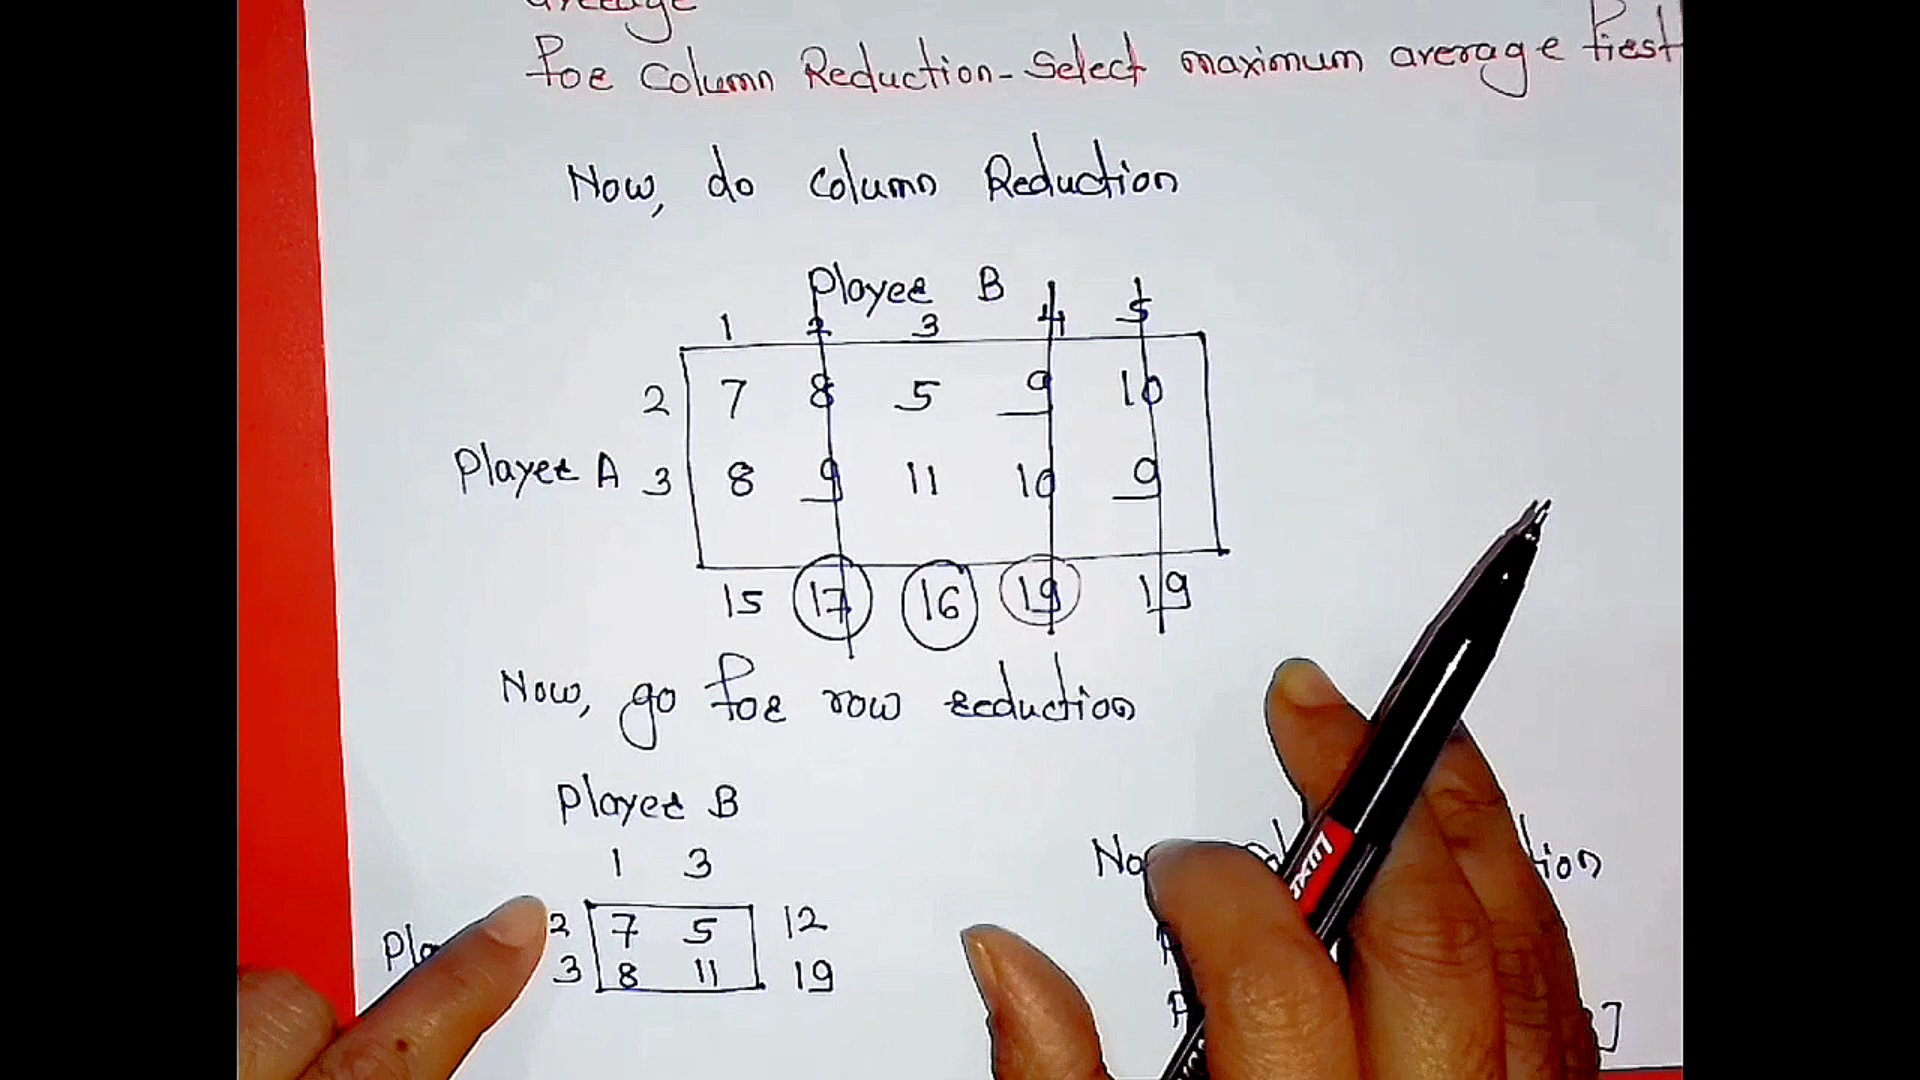 For Column Reduction - Select maximum average first
Now, do Column Reduction
Player B
1 2 3 4 5
2 7 8 5 9 10
Player A 3 8 9 11 10 9
15 17 16 19 19
Now, go for row reduction
Player B
1 3
2 7 5 12
3 8 11 19